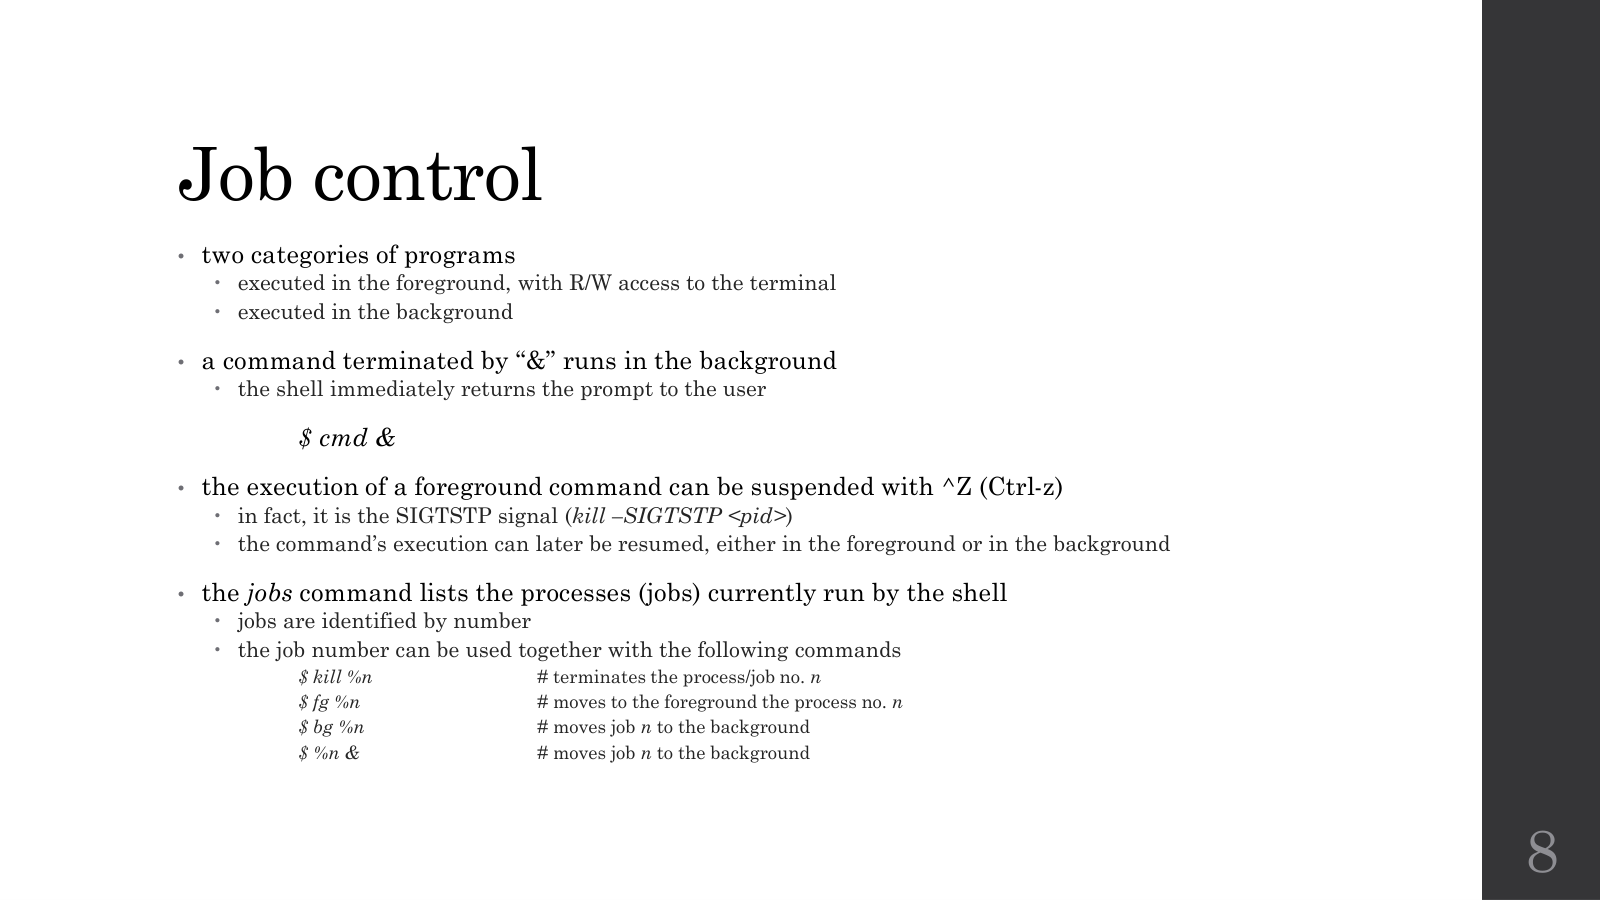 Job control
• two categories of programs
• executed in the foreground, with R/W access to the terminal
• executed in the background
• a command terminated by “&” runs in the background
• the shell immediately returns the prompt to the user
$ cmd &
• the execution of a foreground command can be suspended with ^Z (Ctrl-z)
• in fact, it is the SIGTSTP signal (kill –SIGTSTP <pid>)
• the command’s execution can later be resumed, either in the foreground or in the background
• the jobs command lists the processes (jobs) currently run by the shell
• jobs are identified by number
• the job number can be used together with the following commands
$ kill %n # terminates the process/job no. n
$ fg %n # moves to the foreground the process no. n
$ bg %n # moves job n to the background
$ %n & # moves job n to the background
8